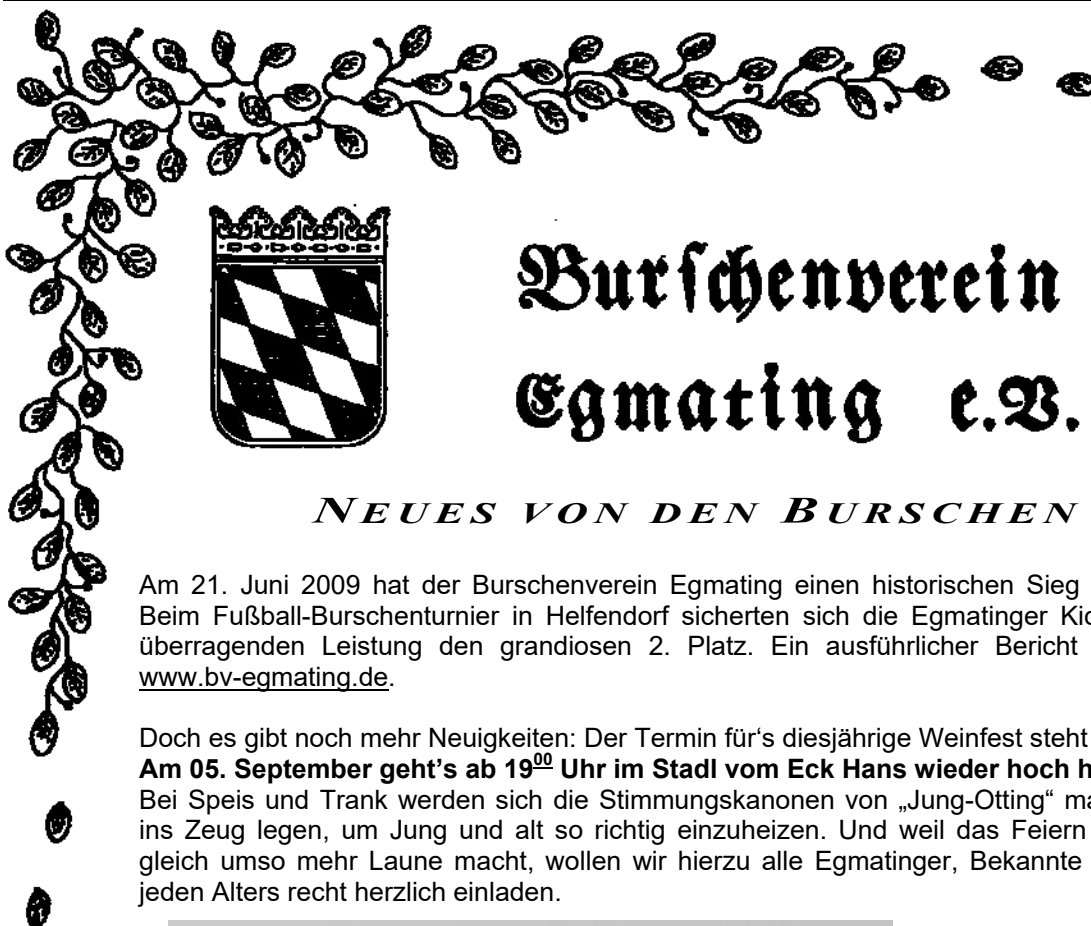 Burschenverein
Egmating e.V.
NEUES VON DEN BURSCHEN
Am 21. Juni 2009 hat der Burschenverein Egmating einen historischen Sieg
Beim Fußball-Burschenturnier in Helfendorf sicherten sich die Egmatinger
überragenden Leistung den grandiosen 2. Platz. Ein ausführlicher Bericht
www.bv-egmating.de.
Doch es gibt noch mehr Neuigkeiten: Der Termin für's diesjährige Weinfest steht
Am 05. September geht's ab 19⁰⁰ Uhr im Stadl vom Eck Hans wieder hoch
Bei Speis und Trank werden sich die Stimmungskanonen von „Jung-Otting“
ins Zeug legen, um Jung und alt so richtig einzuheizen. Und weil das Feiern
gleich umso mehr Laune macht, wollen wir hierzu alle Egmatinger, Bekannte
jeden Alters recht herzlich einladen.